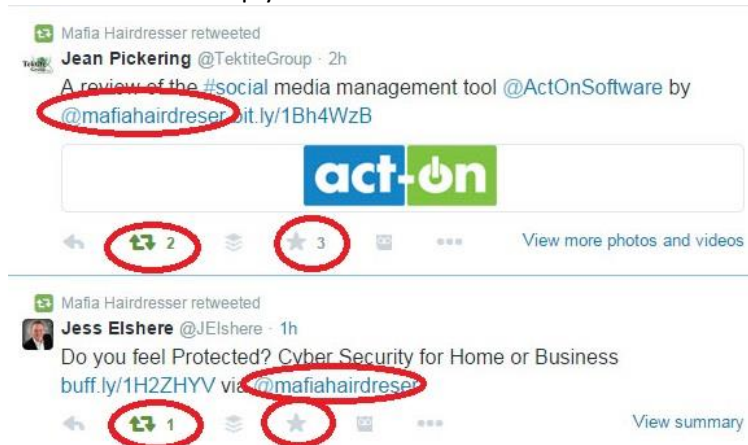 Mafia Hairdresser retweeted
Jean Pickering @TektiteGroup · 2h
A review of the #social media management tool @ActOnSoftware by
@mafiahairdreser bit.ly/1Bh4WzB
act-on
2 3 View more photos and videos
Mafia Hairdresser retweeted
Jess Elshere @JElshere · 1h
Do you feel Protected? Cyber Security for Home or Business
buff.ly/1H2ZHYV via @mafiahairdreser
1 View summary